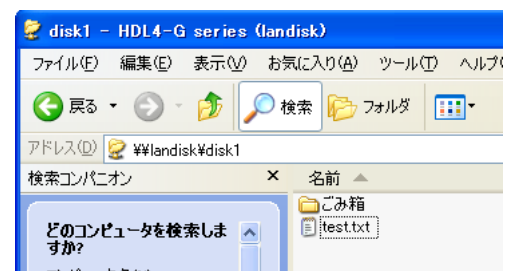 disk1 - HDL4-G series (landisk)
ファイル(F) 編集(E) 表示(V) お気に入り(A) ツール(T) ヘルプ(
戻る 検索 フォルダ
アドレス(D) ¥¥landisk¥disk1
検索コンパニオン × 名前
ごみ箱
test.txt
どのコンピュータを検索しま
すか?